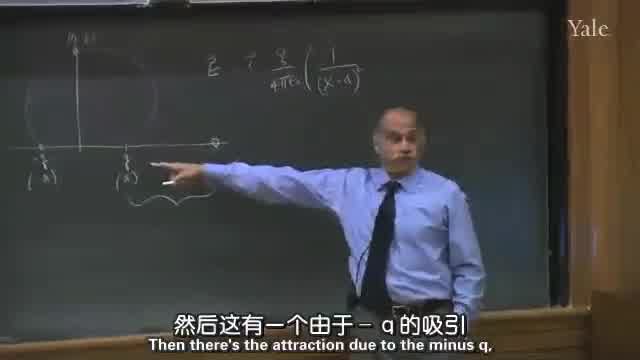 Yale
E
q
4πε₀
1
(x - a)²
-q
q
(a)
然后这有一个由于－q的吸引
Then there's the attraction due to the minus q,